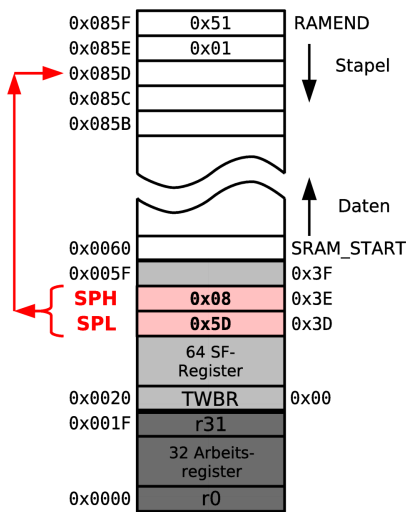 0x085F 0x51 RAMEND
0x085E 0x01
0x085D Stapel
0x085C
0x085B
Daten
0x0060 SRAM_START
0x005F 0x3F
SPH 0x08 0x3E
SPL 0x5D 0x3D
64 SF-
Register
0x0020 TWBR 0x00
0x001F r31
32 Arbeits-
register
0x0000 r0